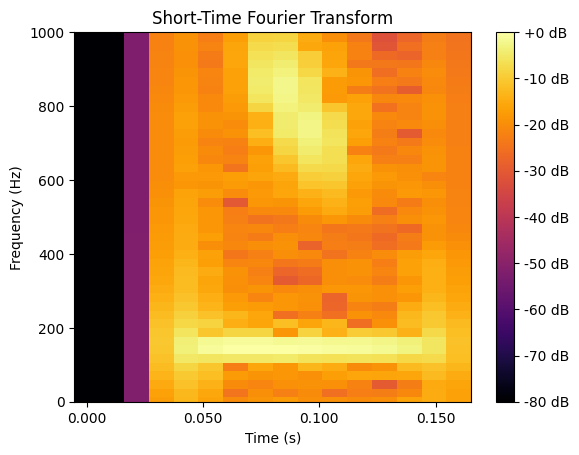 Short-Time Fourier Transform
1000
800
600
400
200
0
Frequency (Hz)
0.000
0.050
0.100
0.150
Time (s)
+0 dB
-10 dB
-20 dB
-30 dB
-40 dB
-50 dB
-60 dB
-70 dB
-80 dB